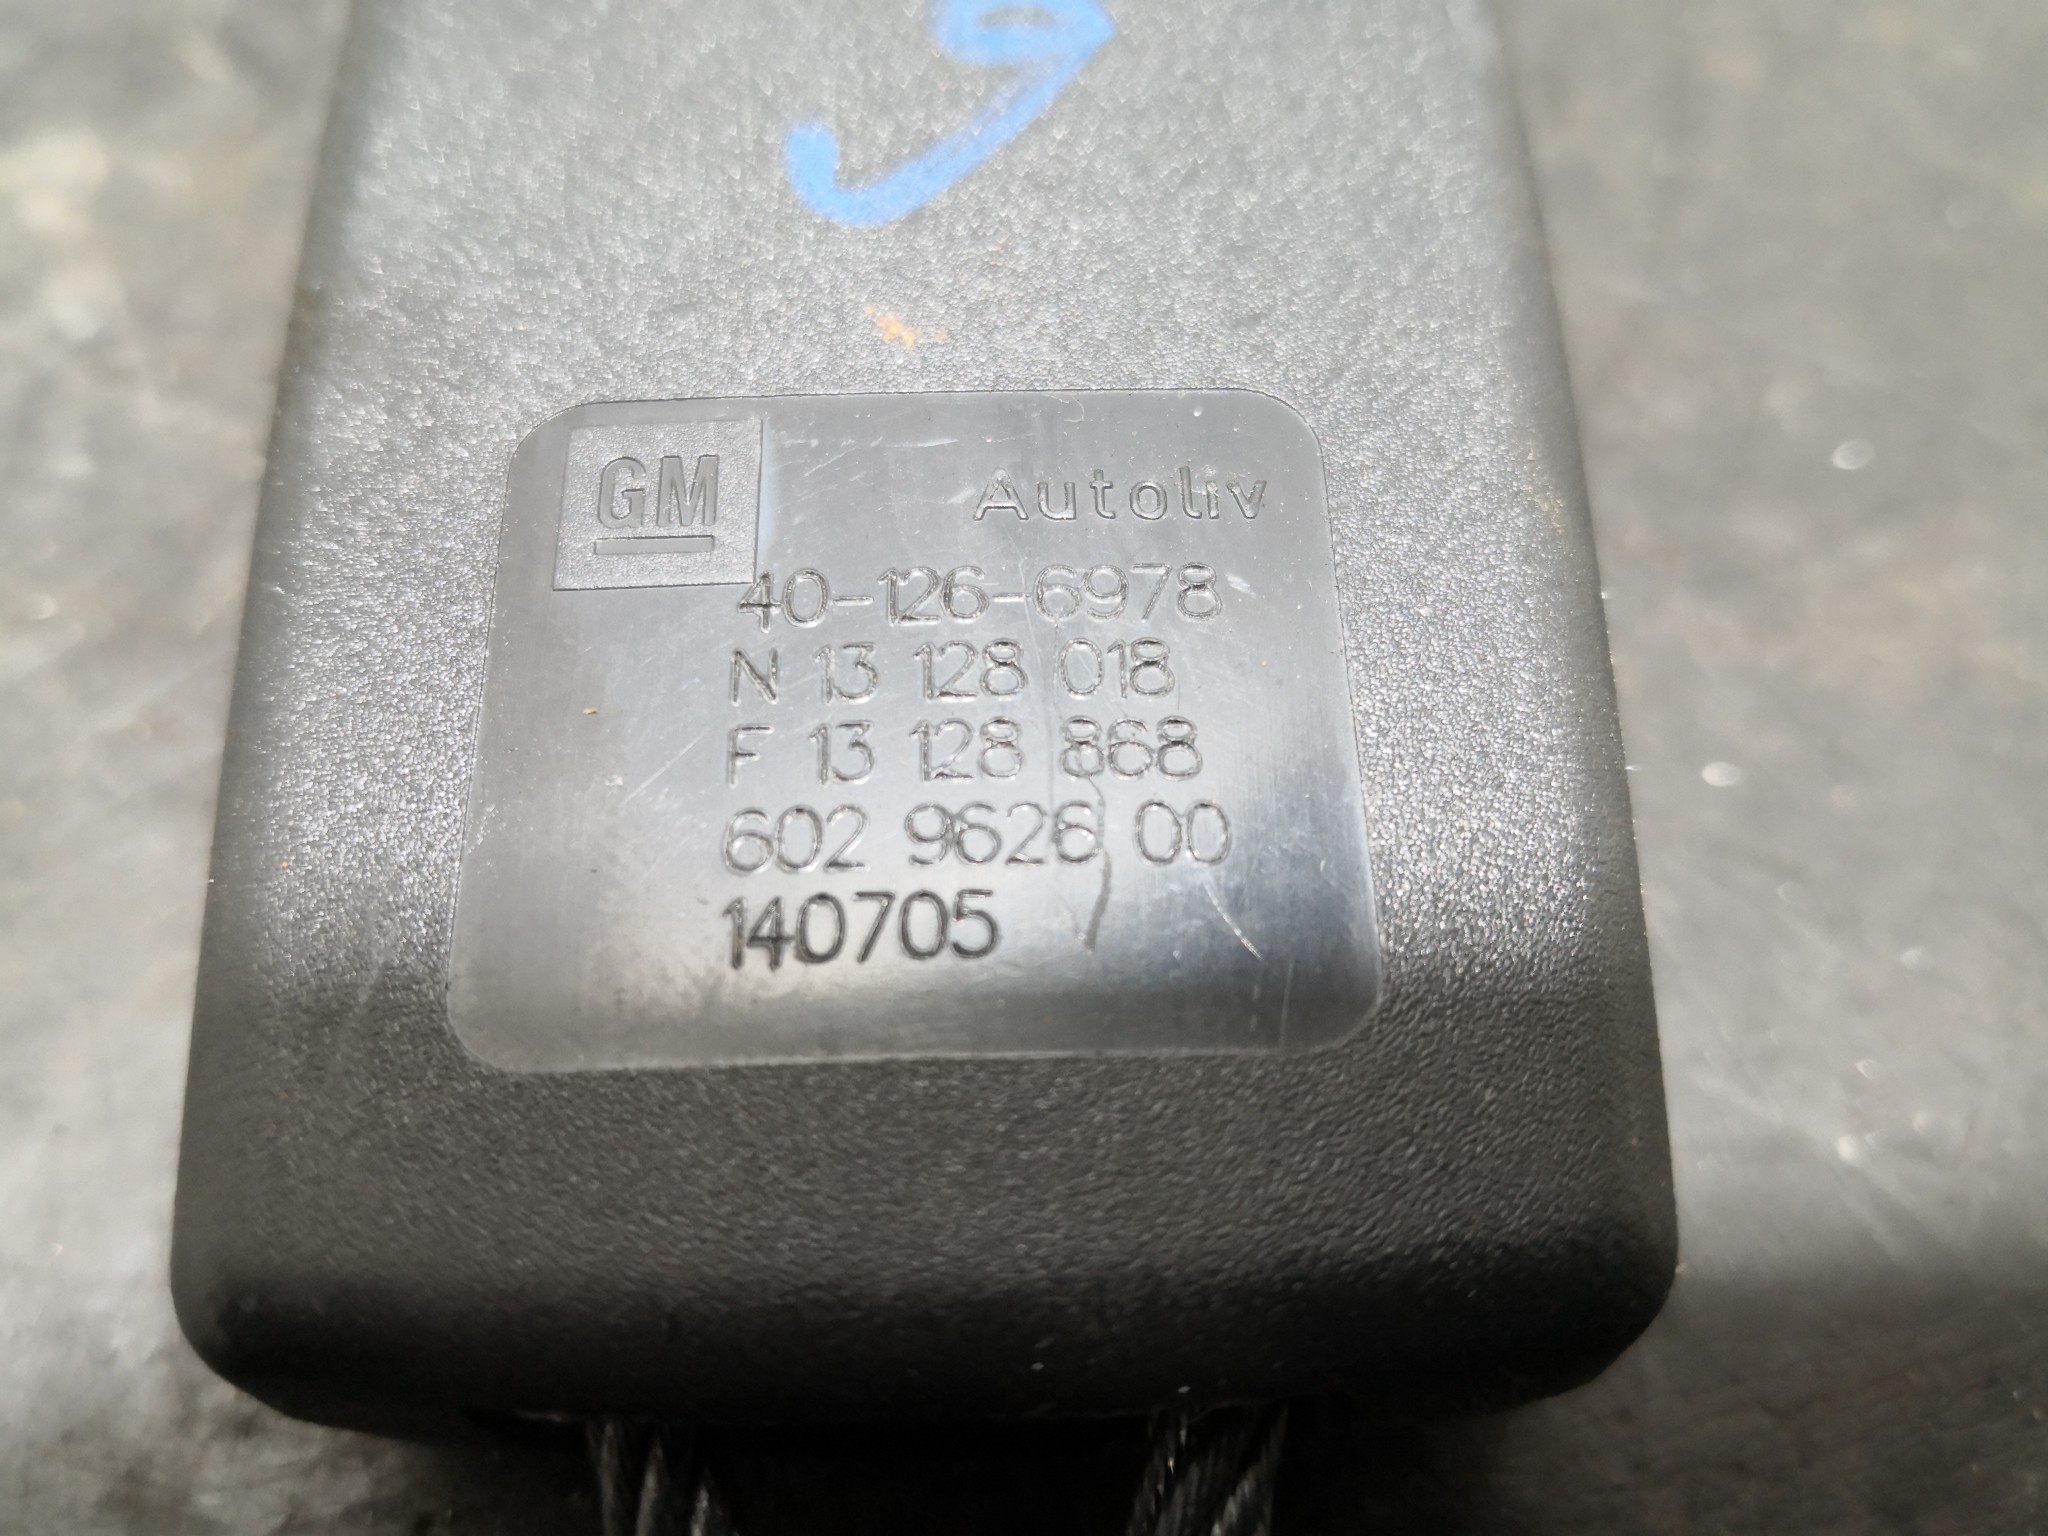 GM Autoliv
40-126-6978
N 13 128 018
F 13 128 868
602 9626 00
140705